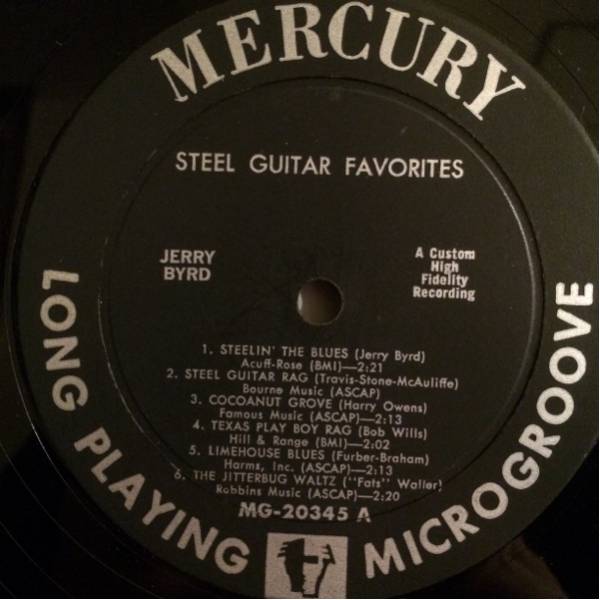 MERCURY
STEEL GUITAR FAVORITES
JERRY
BYRD
A Custom
High
Fidelity
Recording
1. STEELIN' THE BLUES (Jerry Byrd)
Acuff-Rose (BMI)—2:21
2. STEEL GUITAR RAG (Travis-Stone-McAuliffe)
Bourne Music (ASCAP)
3. COCOANUT GROVE (Harry Owens)
Famous Music (ASCAP)—2:13
4. TEXAS PLAY BOY RAG (Bob Wills)
Hill & Range (BMI)—2:02
5. LIMEHOUSE BLUES (Furber-Braham)
Harms, Inc. (ASCAP)—2:13
6. THE JITTERBUG WALTZ ("Fats" Waller)
Robbins Music (ASCAP)—2:20
MG-20345 A
LONG PLAYING MICROGROOVE